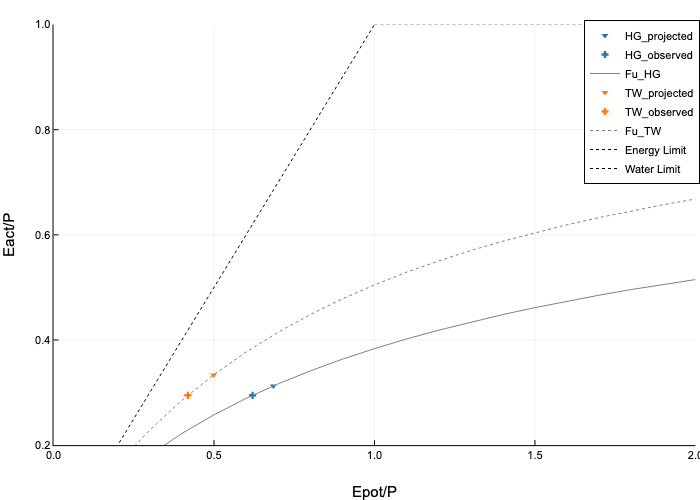 1.0
0.8
0.6
0.4
0.2
Eact/P
0.0
0.5
1.0
1.5
2.0
Epot/P
HG_projected
HG_observed
Fu_HG
TW_projected
TW_observed
Fu_TW
Energy Limit
Water Limit